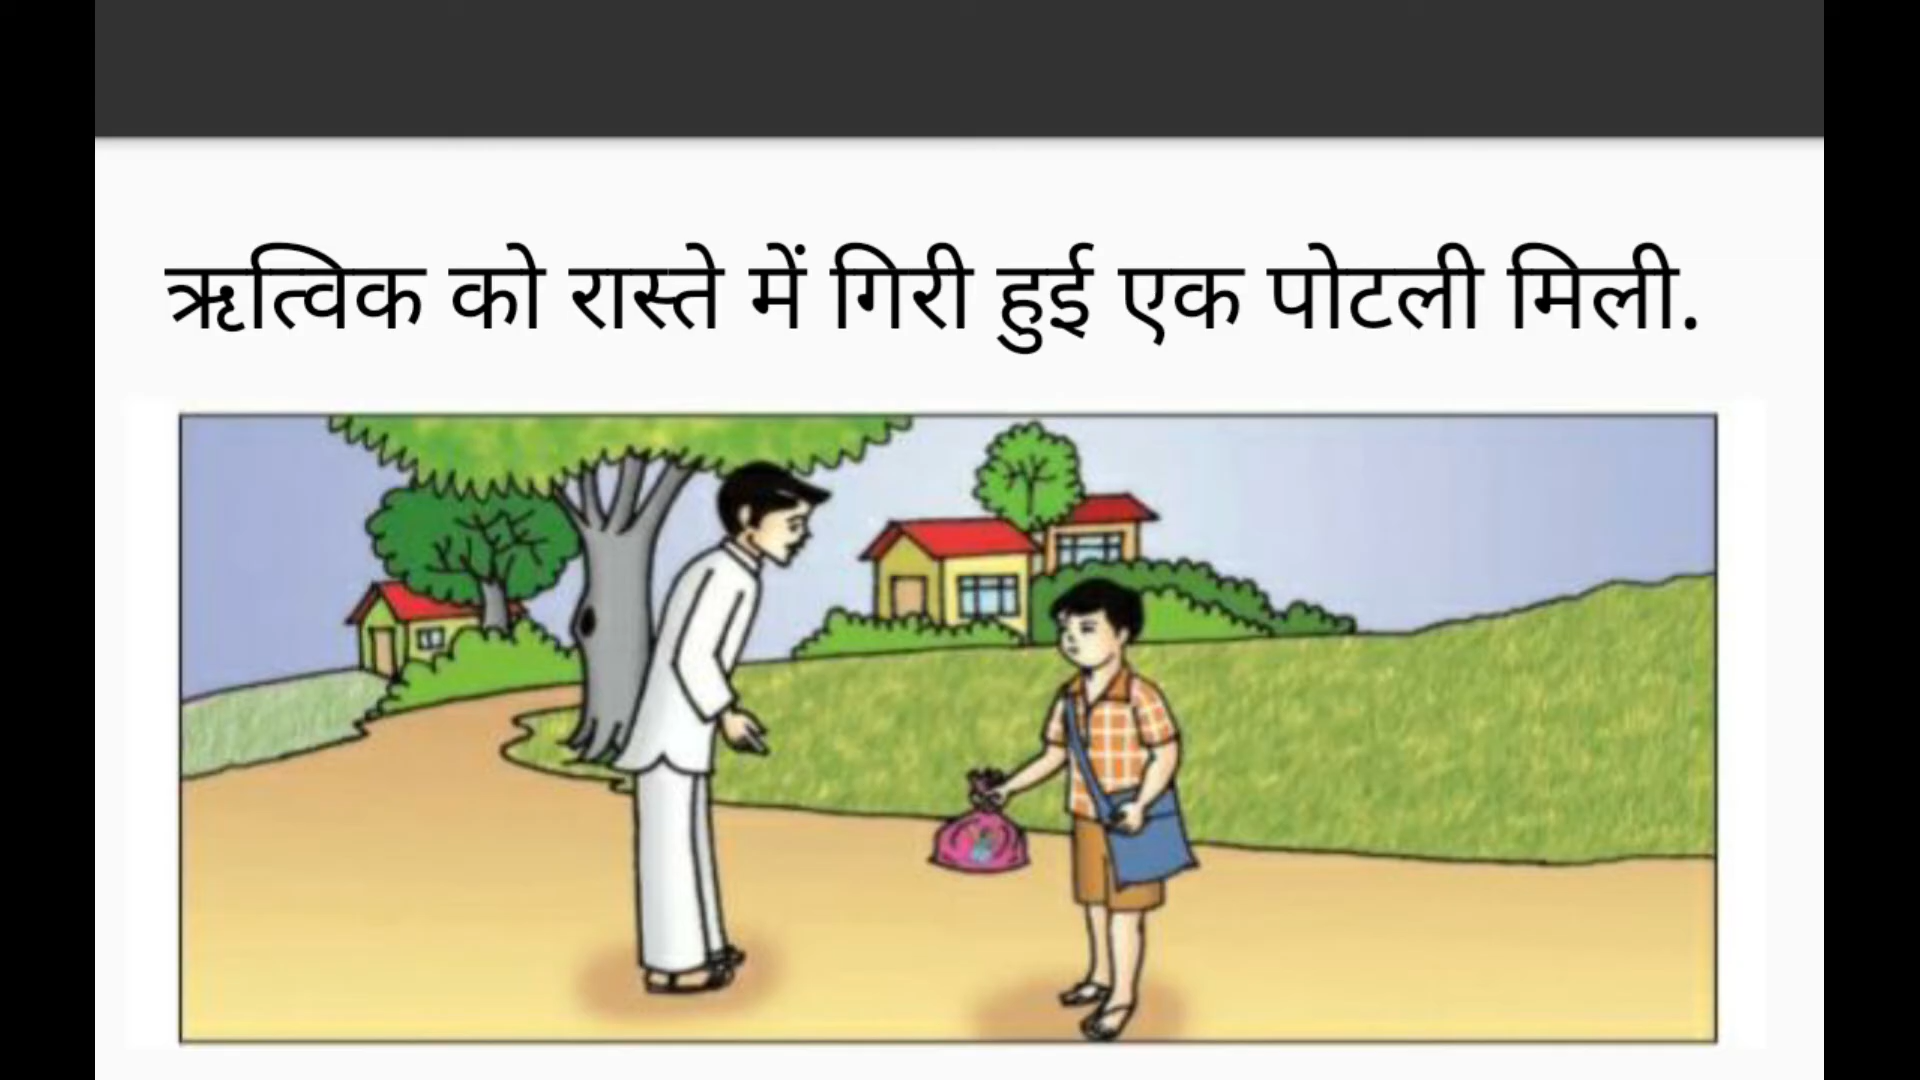 ऋत्विक को रास्ते में गिरी हुई एक पोटली मिली.